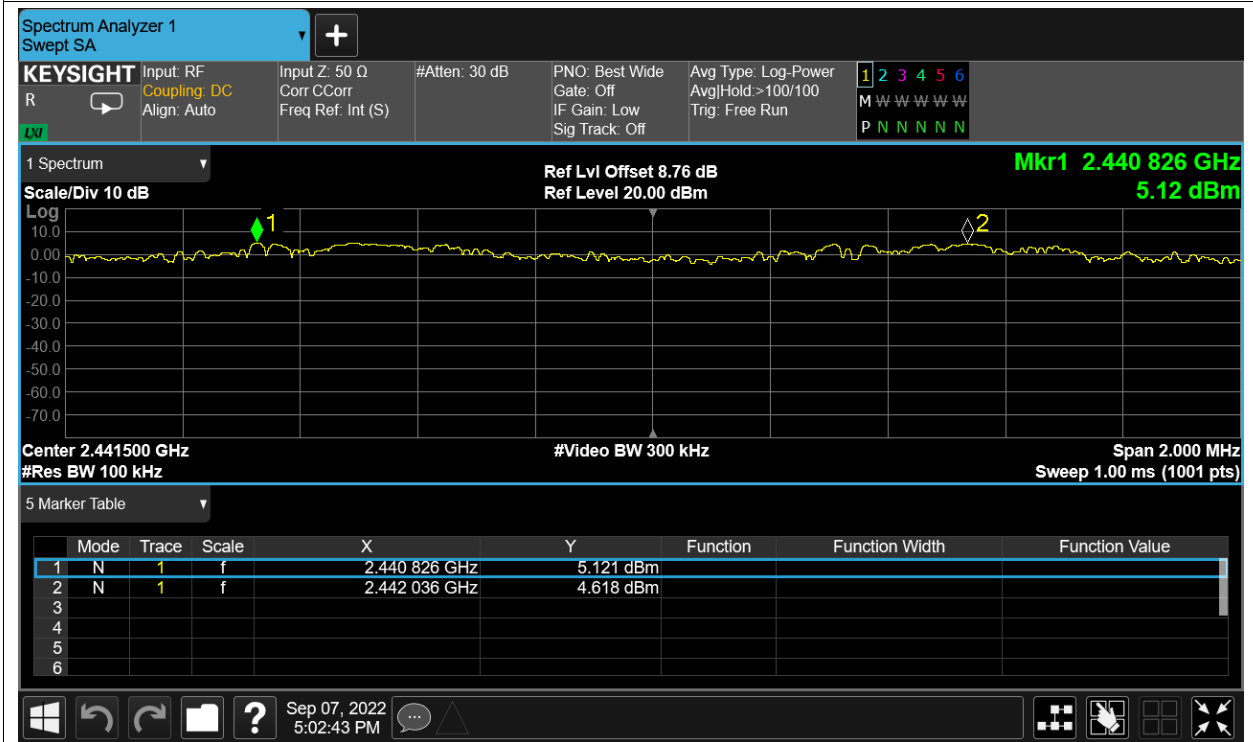 Spectrum Analyzer 1
Swept SA
+
KEYSIGHT
R
LXI
Input: RF
Coupling: DC
Align: Auto
Input Z: 50 Ω
Corr CCorr
Freq Ref: Int (S)
#Atten: 30 dB
PNO: Best Wide
Gate: Off
IF Gain: Low
Sig Track: Off
Avg Type: Log-Power
Avg|Hold:>100/100
Trig: Free Run
1 2 3 4 5 6
M W W W W W
P N N N N N
1 Spectrum
Scale/Div 10 dB
Ref Lvl Offset 8.76 dB
Ref Level 20.00 dBm
Mkr1 2.440 826 GHz
5.12 dBm
Log
10.0
0.00
-10.0
-20.0
-30.0
-40.0
-50.0
-60.0
-70.0
1
2
Center 2.441500 GHz
#Video BW 300 kHz
Span 2.000 MHz
#Res BW 100 kHz
Sweep 1.00 ms (1001 pts)
5 Marker Table
Mode Trace Scale X Y Function Function Width Function Value
1 N 1 f 2.440 826 GHz 5.121 dBm
2 N 1 f 2.442 036 GHz 4.618 dBm
3
4
5
6
?
Sep 07, 2022
5:02:43 PM